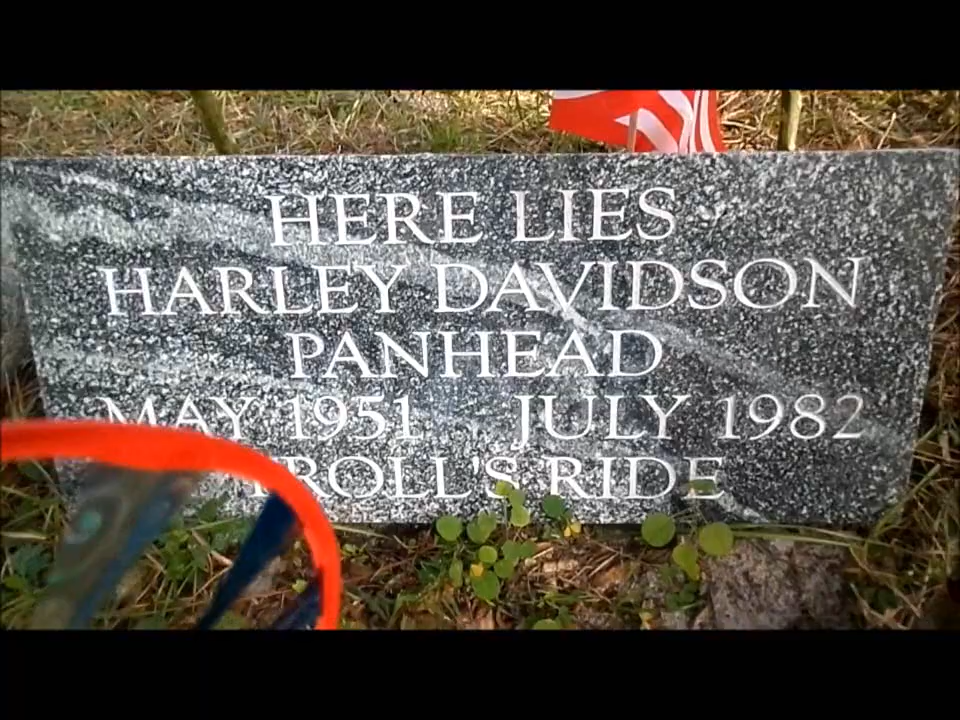 HERE LIES
HARLEY DAVIDSON
PANHEAD
MAY 1951 JULY 1982
TROLL'S RIDE